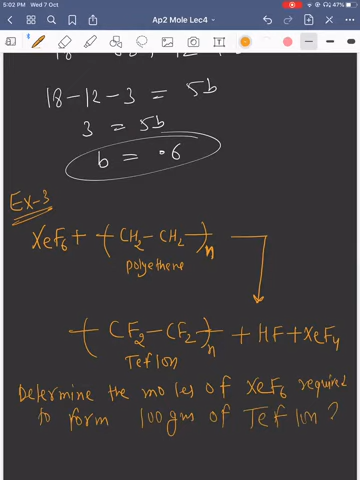 5:02 PM Wed 7 Oct
47%
Ap2 Mole Lec4
18 - 12 - 3 = 5b
3 = 5b
b = .6
Ex-3
XeF6 + -(CH2-CH2)-n
polyethene
-(CF2-CF2)-n + HF + XeF4
Teflon
Determine the moles of XeF6 required
to form 100gm of Teflon?